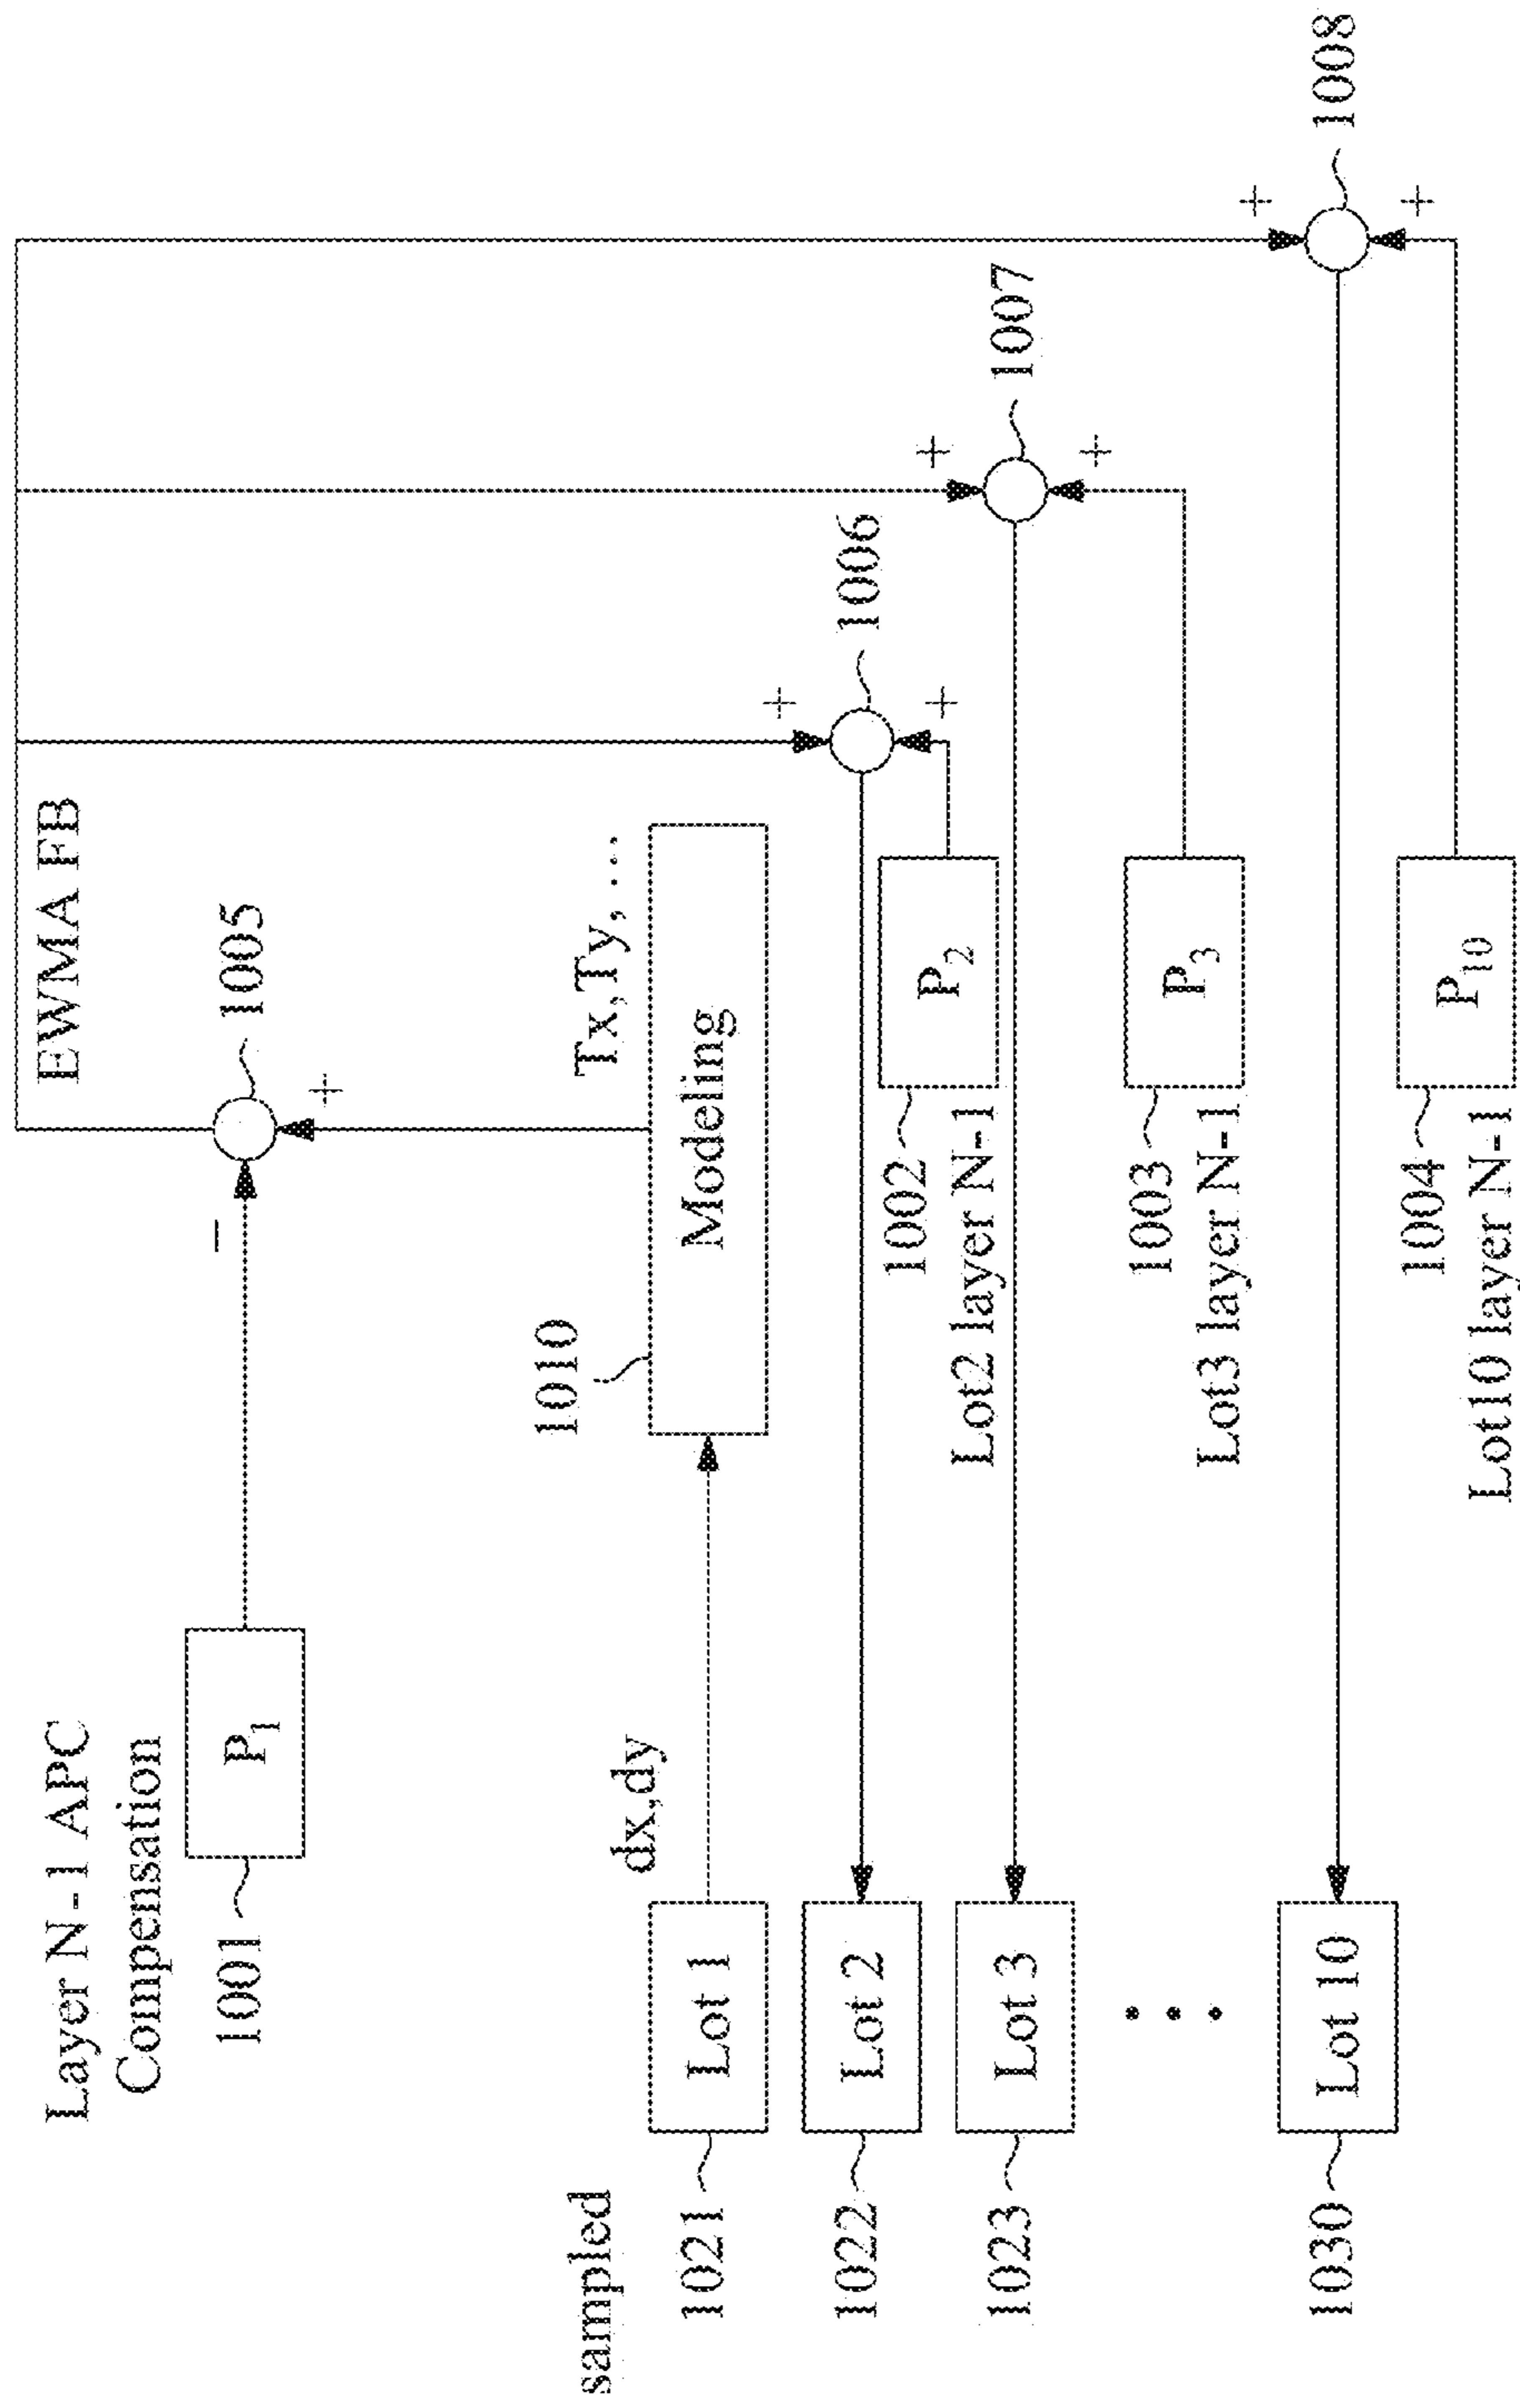 Layer N-1 APC
Compensation
1001
P1
-
1005
+
EWMA FB
sampled
1021
Lot 1
dx,dy
1010
Modeling
Tx,Ty,...
1022
Lot 2
1006
+
+
1002
P2
Lot2 layer N-1
1023
Lot 3
1007
+
+
1003
P3
Lot3 layer N-1
1030
Lot 10
1008
+
+
1004
P10
Lot10 layer N-1